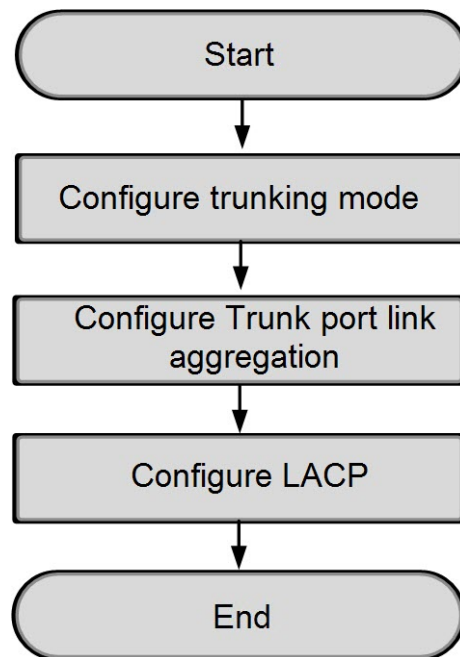 Start
Configure trunking mode
Configure Trunk port link
aggregation
Configure LACP
End